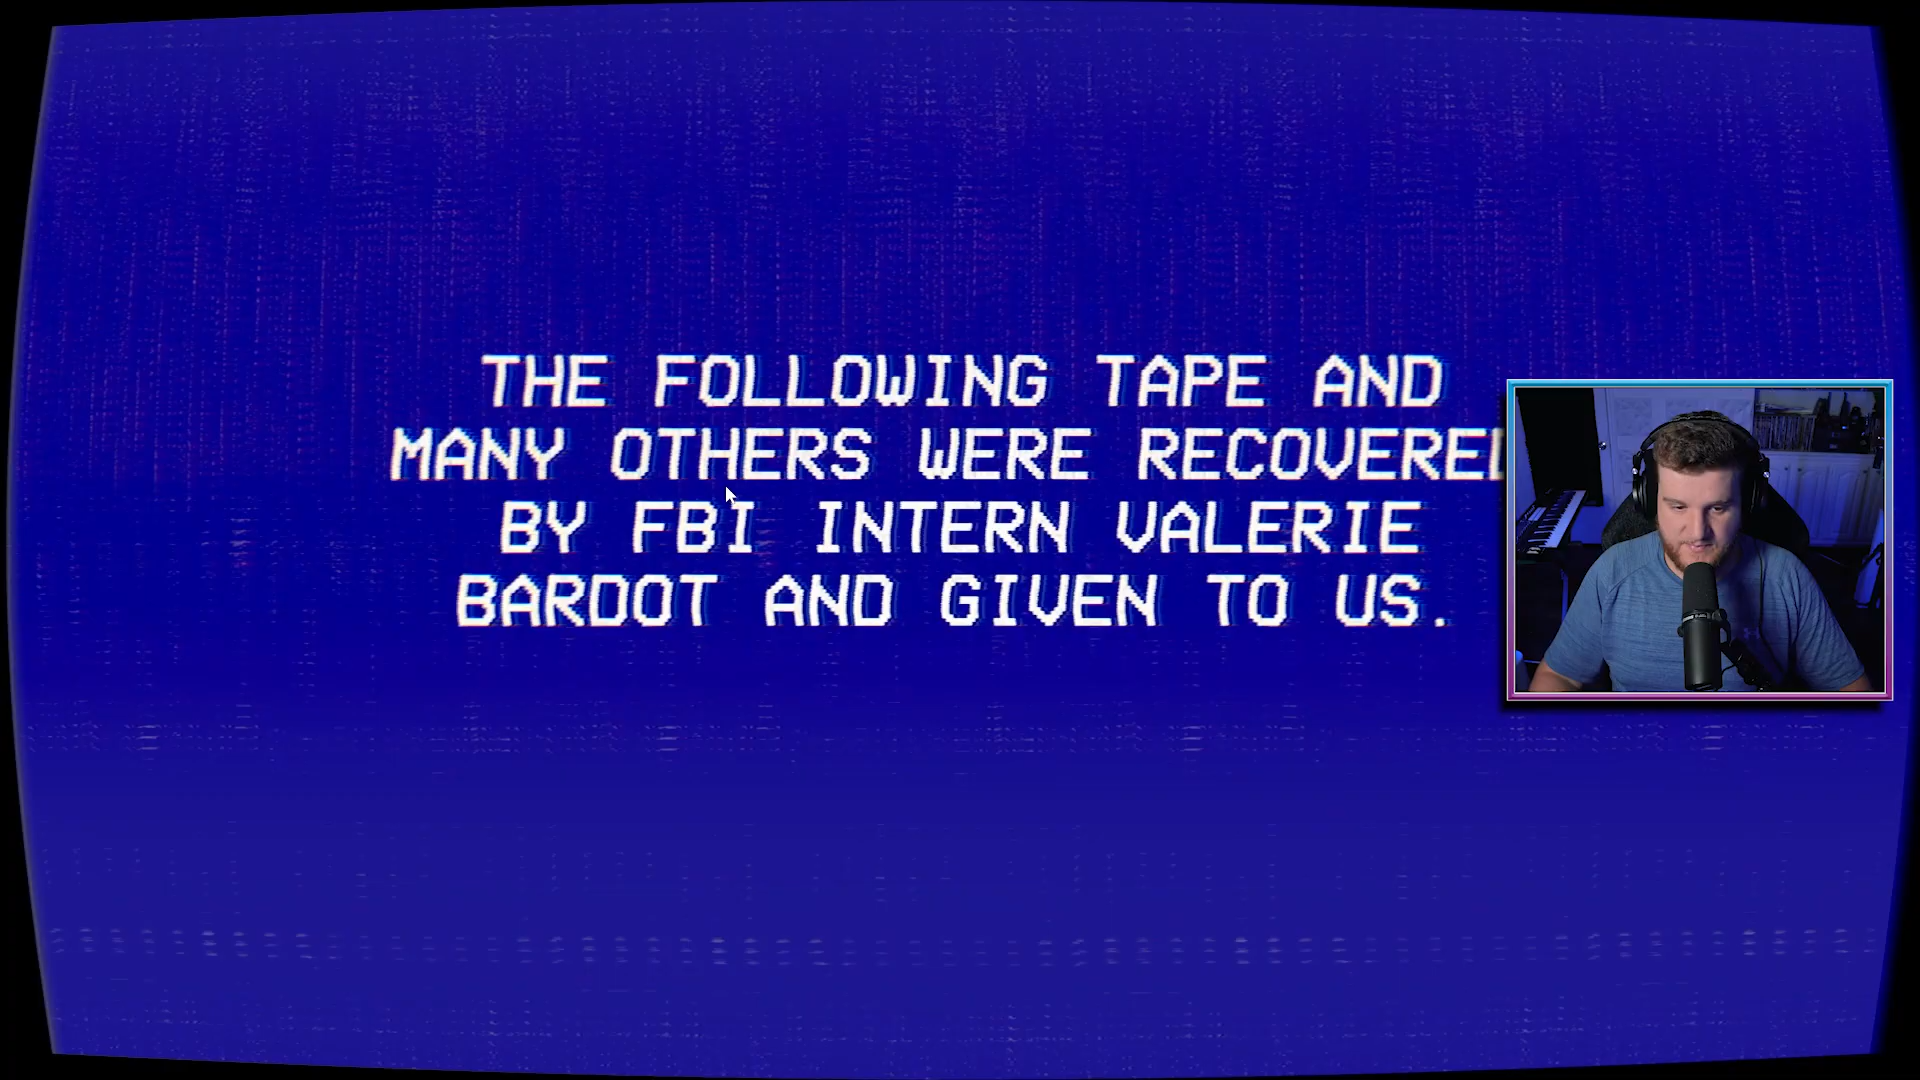 THE FOLLOWING TAPE AND
MANY OTHERS WERE RECOVERED
BY FBI INTERN VALERIE
BARDOT AND GIVEN TO US.